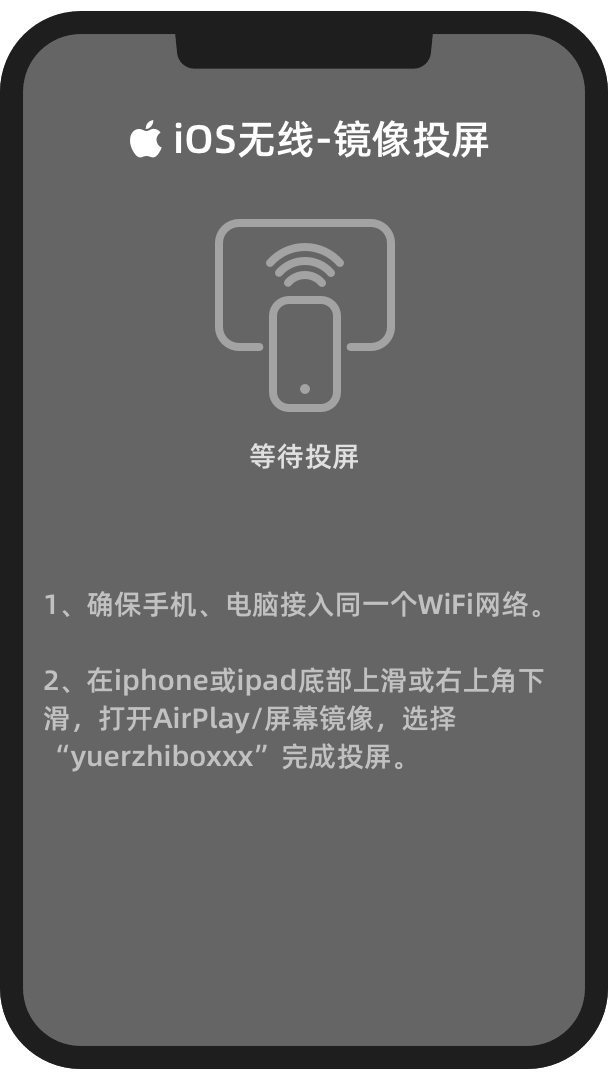 iOS无线-镜像投屏
等待投屏
1、确保手机、电脑接入同一个WiFi网络。
2、在iphone或ipad底部上滑或右上角下
滑，打开AirPlay/屏幕镜像，选择
“yuerzhiboxxx”完成投屏。